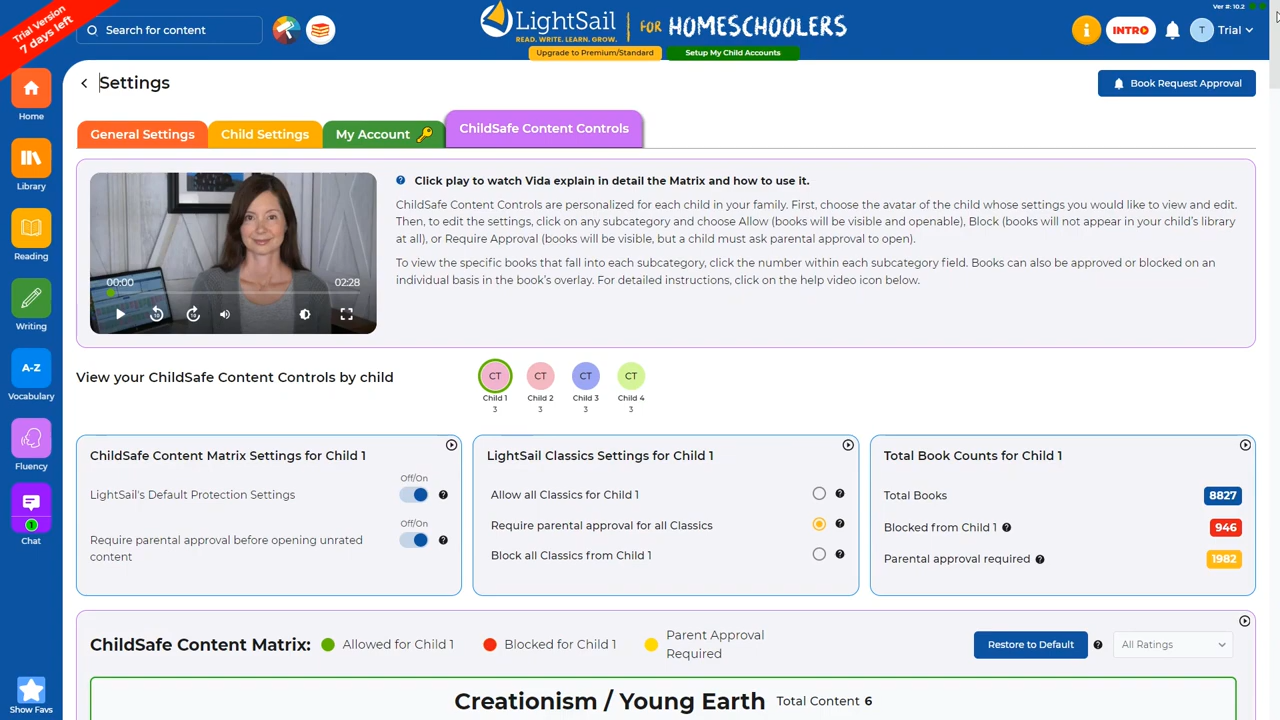 Ver #: 10.2
Trial Version
7 days left
Search for content
LightSail
READ. WRITE. LEARN. GROW.
FOR HOMESCHOOLERS
Upgrade to Premium/Standard
Setup My Child Accounts
INTRO
T
Trial
Home
Library
Reading
Writing
A-Z
Vocabulary
Fluency
1
Chat
Show Favs
Settings
Book Request Approval
General Settings
Child Settings
My Account
ChildSafe Content Controls
00:00
02:28
10
10
Click play to watch Vida explain in detail the Matrix and how to use it.
ChildSafe Content Controls are personalized for each child in your family. First, choose the avatar of the child whose settings you would like to view and edit.
Then, to edit the settings, click on any subcategory and choose Allow (books will be visible and openable), Block (books will not appear in your child's library
at all), or Require Approval (books will be visible, but a child must ask parental approval to open).
To view the specific books that fall into each subcategory, click the number within each subcategory field. Books can also be approved or blocked on an
individual basis in the book's overlay. For detailed instructions, click on the help video icon below.
View your ChildSafe Content Controls by child
CT
CT
CT
CT
Child 1
Child 2
Child 3
Child 4
3
3
3
3
ChildSafe Content Matrix Settings for Child 1
Off/On
LightSail's Default Protection Settings
Off/On
Require parental approval before opening unrated
content
LightSail Classics Settings for Child 1
Allow all Classics for Child 1
Require parental approval for all Classics
Block all Classics from Child 1
Total Book Counts for Child 1
Total Books 8827
Blocked from Child 1 946
Parental approval required 1982
ChildSafe Content Matrix:
Allowed for Child 1
Blocked for Child 1
Parent Approval
Required
Restore to Default
All Ratings
Creationism / Young Earth Total Content 6